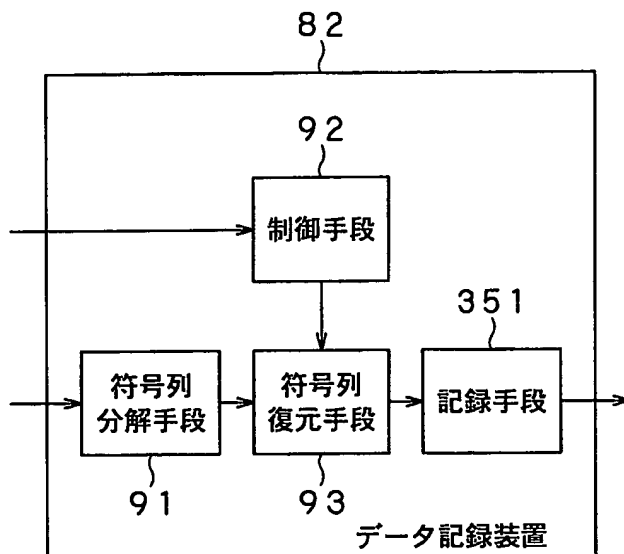 82
92
制御手段
351
符号列
分解手段
符号列
復元手段
記録手段
91
93
データ記録装置